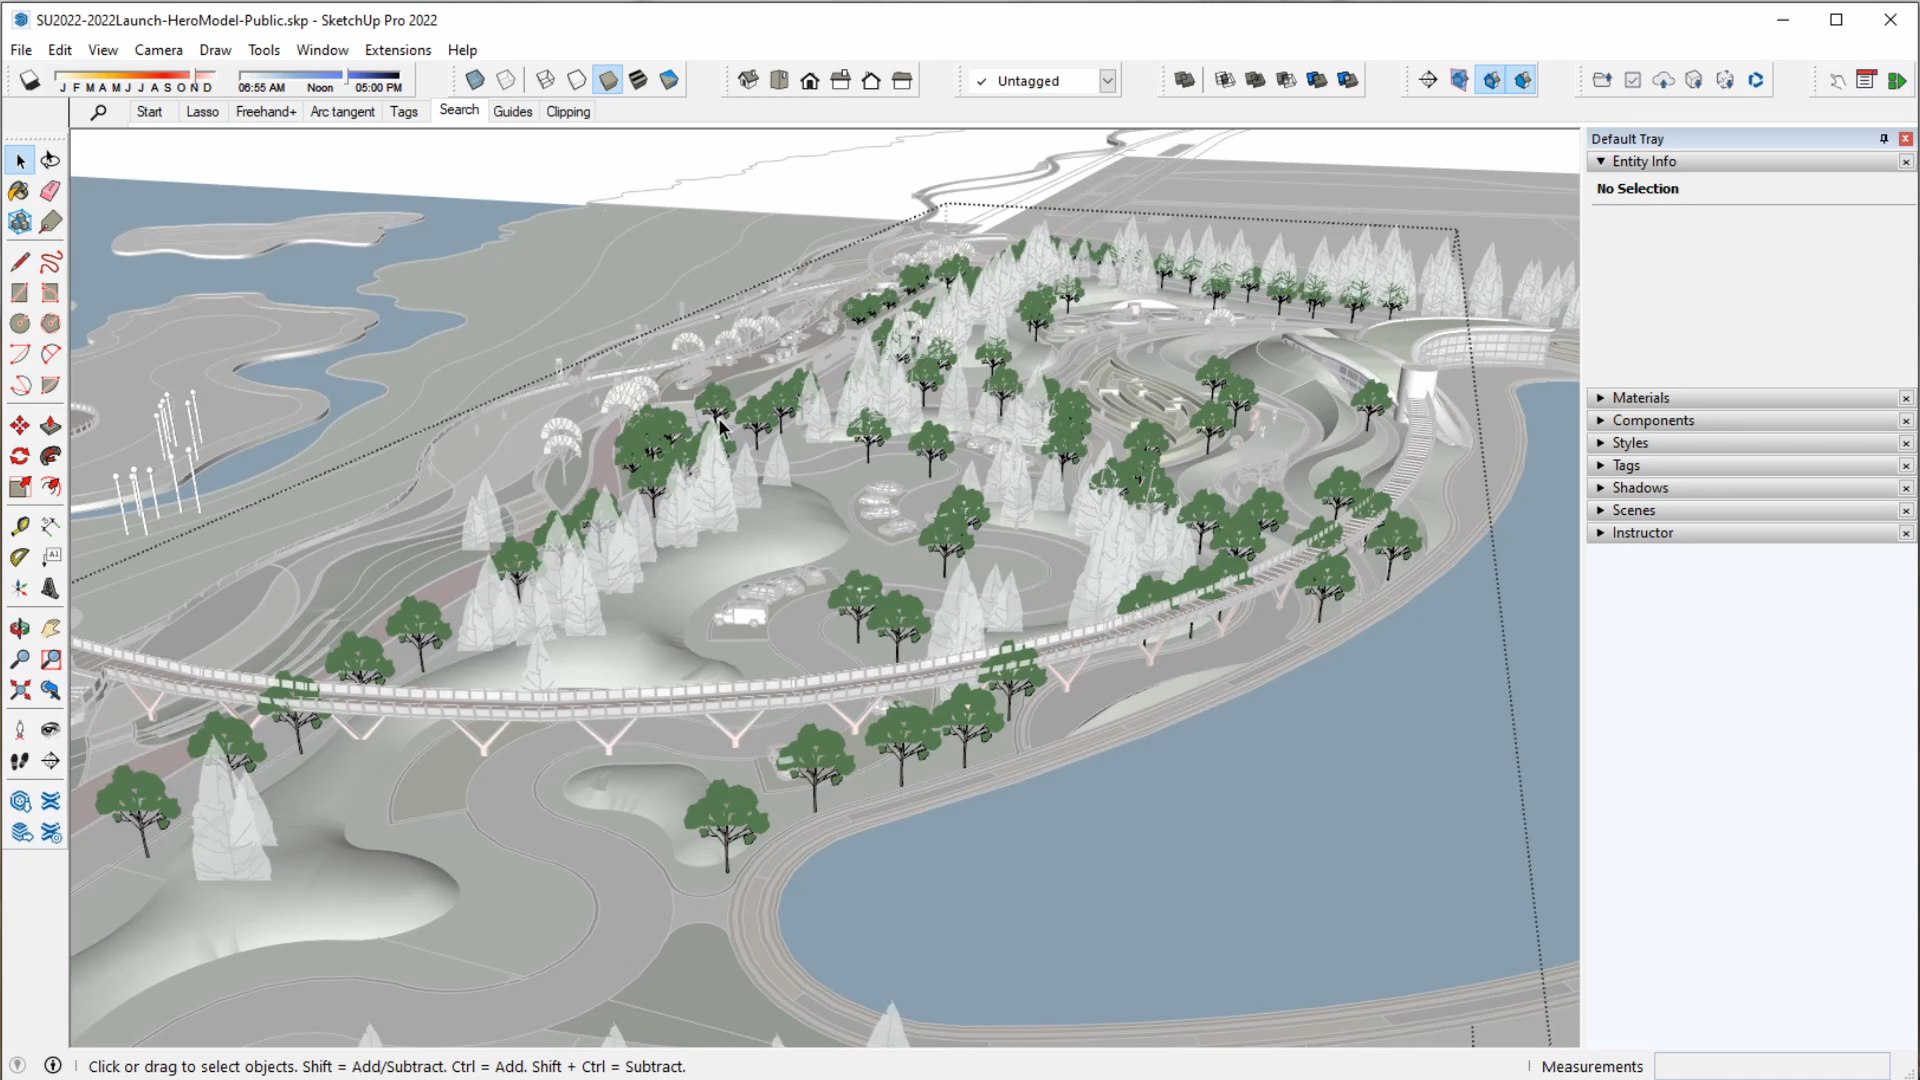 SU2022-2022Launch-HeroModel-Public.skp - SketchUp Pro 2022
File Edit View Camera Draw Tools Window Extensions Help
J F M A M J J A S O N D
06:55 AM Noon 05:00 PM
Untagged
Start Lasso Freehand+ Arc tangent Tags Search Guides Clipping
Default Tray
Entity Info
No Selection
Materials
Components
Styles
Tags
Shadows
Scenes
Instructor
A1
Click or drag to select objects. Shift = Add/Subtract. Ctrl = Add. Shift + Ctrl = Subtract.
Measurements